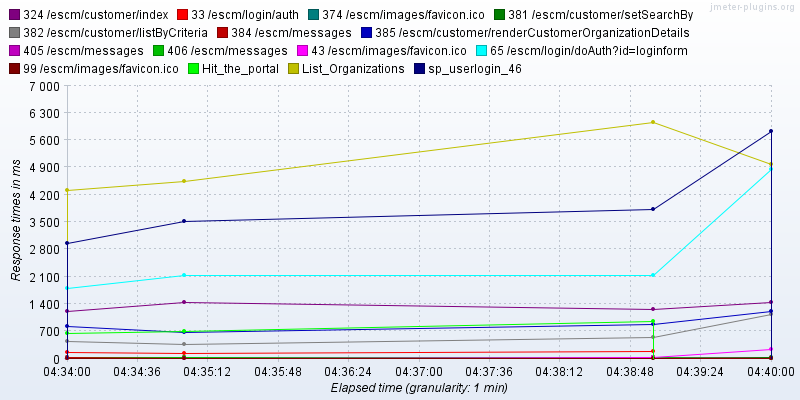 jmeter-plugins.org
324 /escm/customer/index 33 /escm/login/auth 374 /escm/images/favicon.ico 381 /escm/customer/setSearchBy
382 /escm/customer/listByCriteria 384 /escm/messages 385 /escm/customer/renderCustomerOrganizationDetails
405 /escm/messages 406 /escm/messages 43 /escm/images/favicon.ico 65 /escm/login/doAuth?id=loginform
99 /escm/images/favicon.ico Hit_the_portal List_Organizations sp_userlogin_46
7 000
6 300
5 600
4 900
4 200
3 500
2 800
2 100
1 400
700
0
Response times in ms
04:34:00 04:34:36 04:35:12 04:35:48 04:36:24 04:37:00 04:37:36 04:38:12 04:38:48 04:39:24 04:40:00
Elapsed time (granularity: 1 min)